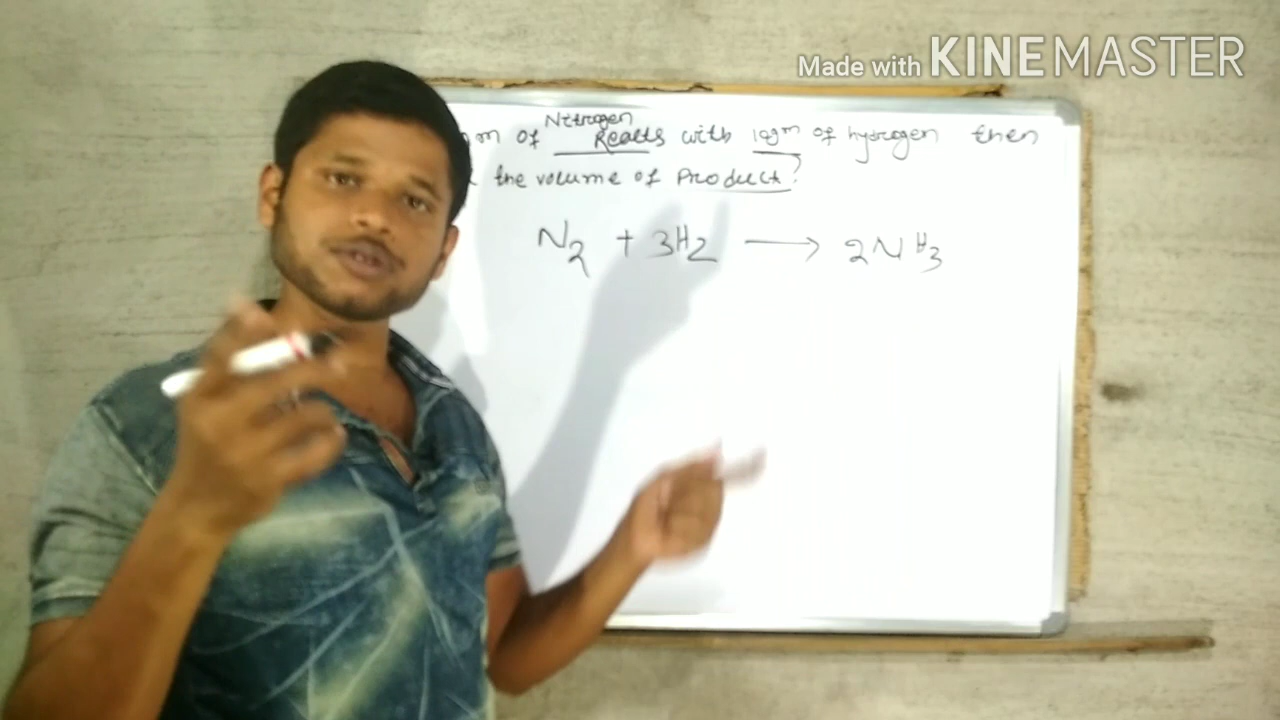 Made with KINEMASTER
Nitrogen
m of Reacts with 10gm of hydrogen then
the volume of Product?
N2 + 3H2 → 2NH3